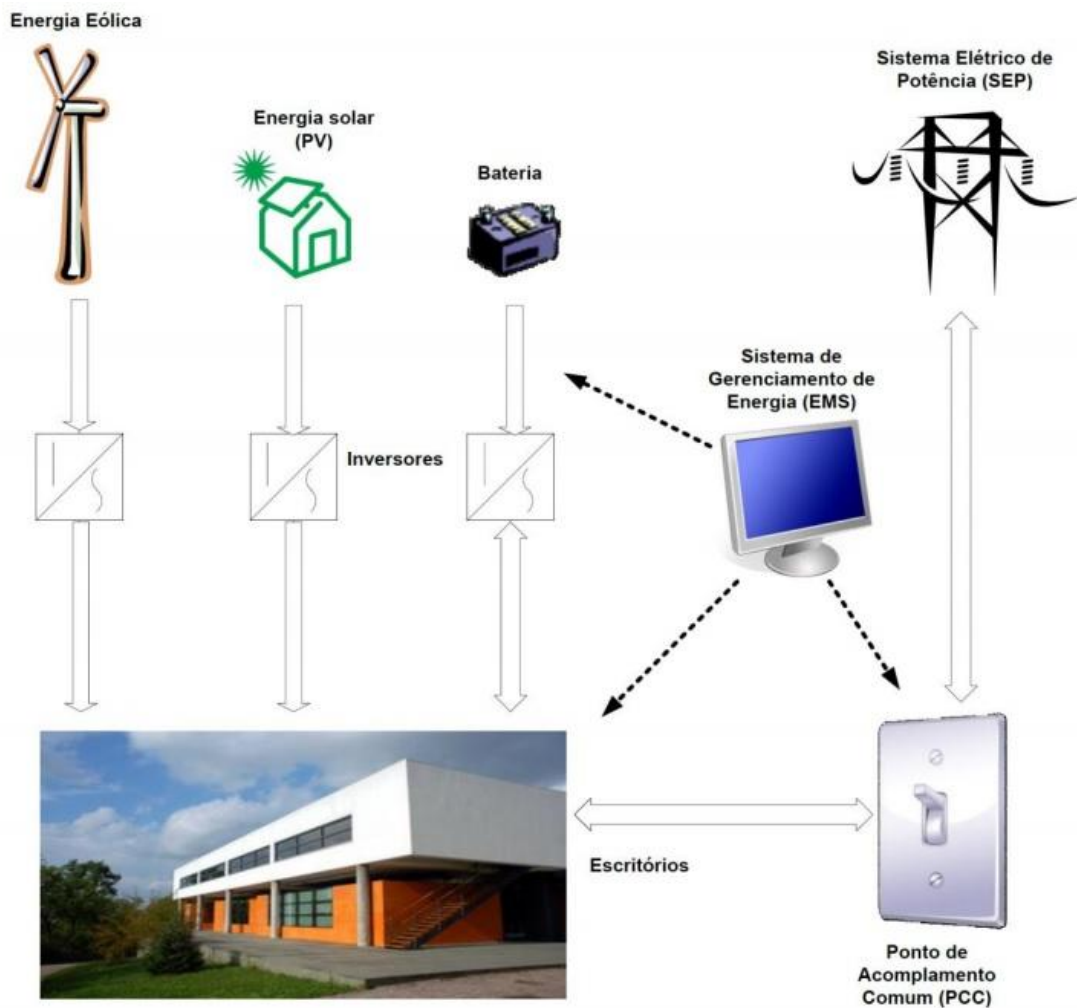 Energia Eólica
Sistema Elétrico de
Potência (SEP)
Energia solar
(PV)
Bateria
Sistema de
Gerenciamento de
Energia (EMS)
Inversores
Escritórios
Ponto de
Acomplamento
Comum (PCC)